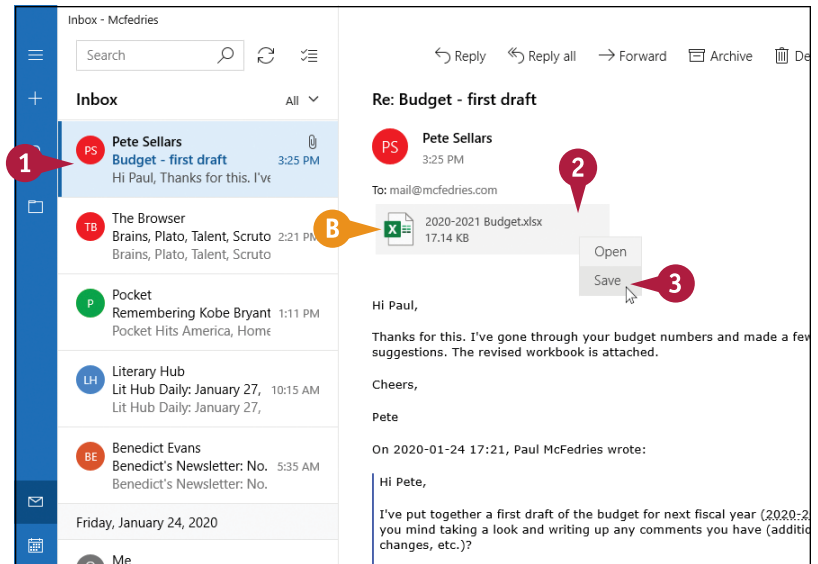 Inbox - Mcfedries
Search
Inbox
All
1
PS
Pete Sellars
Budget - first draft 3:25 PM
Hi Paul, Thanks for this. I've
TB
The Browser
Brains, Plato, Talent, Scruto 2:21 PM
Brains, Plato, Talent, Scruto
P
Pocket
Remembering Kobe Bryant 1:11 PM
Pocket Hits America, Home
LH
Literary Hub
Lit Hub Daily: January 27, 10:15 AM
Lit Hub Daily: January 27,
BE
Benedict Evans
Benedict's Newsletter: No. 5:35 AM
Benedict's Newsletter: No.
Friday, January 24, 2020
Me
Reply Reply all Forward Archive De
Re: Budget - first draft
PS
Pete Sellars
3:25 PM
To: mail@mcfedries.com
2
B
2020-2021 Budget.xlsx
17.14 KB
Open
Save
3
Hi Paul,
Thanks for this. I've gone through your budget numbers and made a few
suggestions. The revised workbook is attached.
Cheers,
Pete
On 2020-01-24 17:21, Paul McFedries wrote:
Hi Pete,
I've put together a first draft of the budget for next fiscal year (2020-2
you mind taking a look and writing up any comments you have (additio
changes, etc.)?